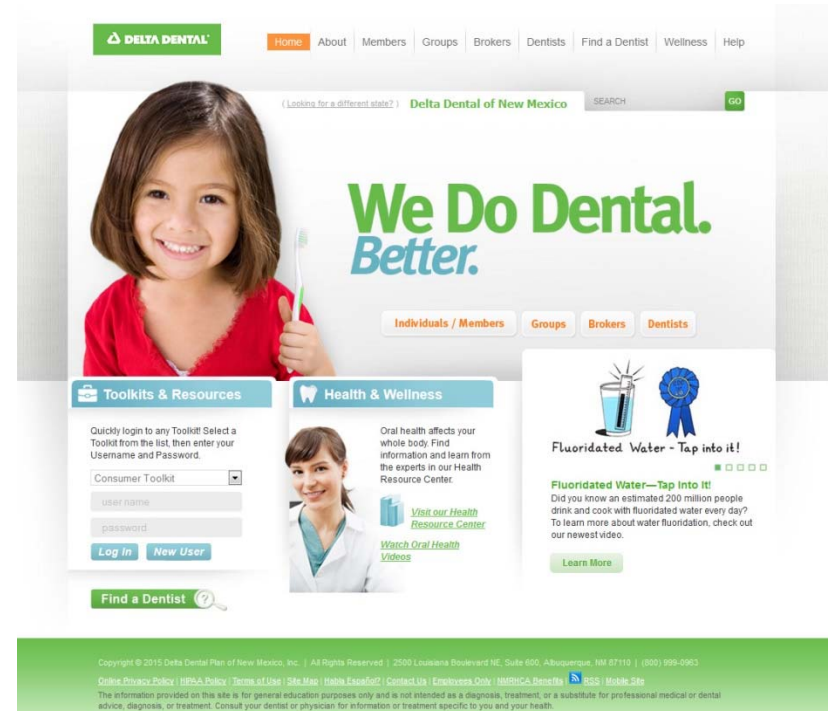 DELTA DENTAL
Home About Members Groups Brokers Dentists Find a Dentist Wellness Help
( Looking for a different state? ) Delta Dental of New Mexico SEARCH GO
We Do Dental.
Better.
Individuals / Members Groups Brokers Dentists
Toolkits & Resources
Quickly login to any Toolkit! Select a
Toolkit from the list, then enter your
Username and Password.
Consumer Toolkit
user name
password
Log In New User
Find a Dentist
Health & Wellness
Oral health affects your
whole body. Find
information and learn from
the experts in our Health
Resource Center.
Visit our Health
Resource Center
Watch Oral Health
Videos
Fluoridated Water - Tap into it!
Fluoridated Water—Tap Into It!
Did you know an estimated 200 million people
drink and cook with fluoridated water every day?
To learn more about water fluoridation, check out
our newest video.
Learn More
Copyright © 2015 Delta Dental Plan of New Mexico, Inc. | All Rights Reserved | 2500 Louisiana Boulevard NE, Suite 600, Albuquerque, NM 87110 | (800) 999-0963
Online Privacy Policy | HIPAA Policy | Terms of Use | Site Map | Habla Español? | Contact Us | Employees Only | NMRHCA Benefits | RSS | Mobile Site
The information provided on this site is for general education purposes only and is not intended as a diagnosis, treatment, or a substitute for professional medical or dental
advice, diagnosis, or treatment. Consult your dentist or physician for information or treatment specific to you and your health.